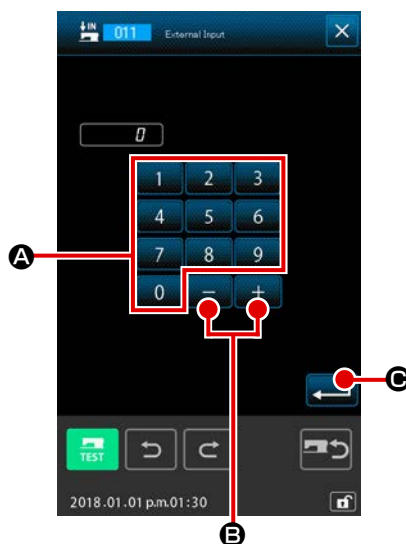 IN 011 External Input
0
1 2 3
4 5 6
A 7 8 9
0 − +
C
TEST
2018.01.01 p.m.01:30
B